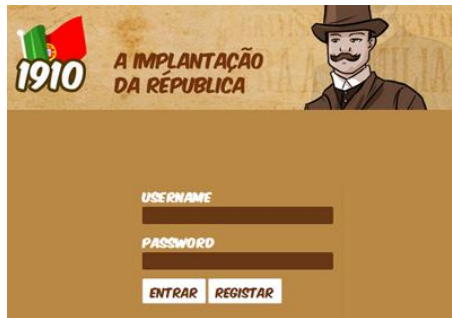 1910
A IMPLANTAÇÃO
DA RÉPUBLICA
USERNAME
PASSWORD
ENTRAR REGISTAR